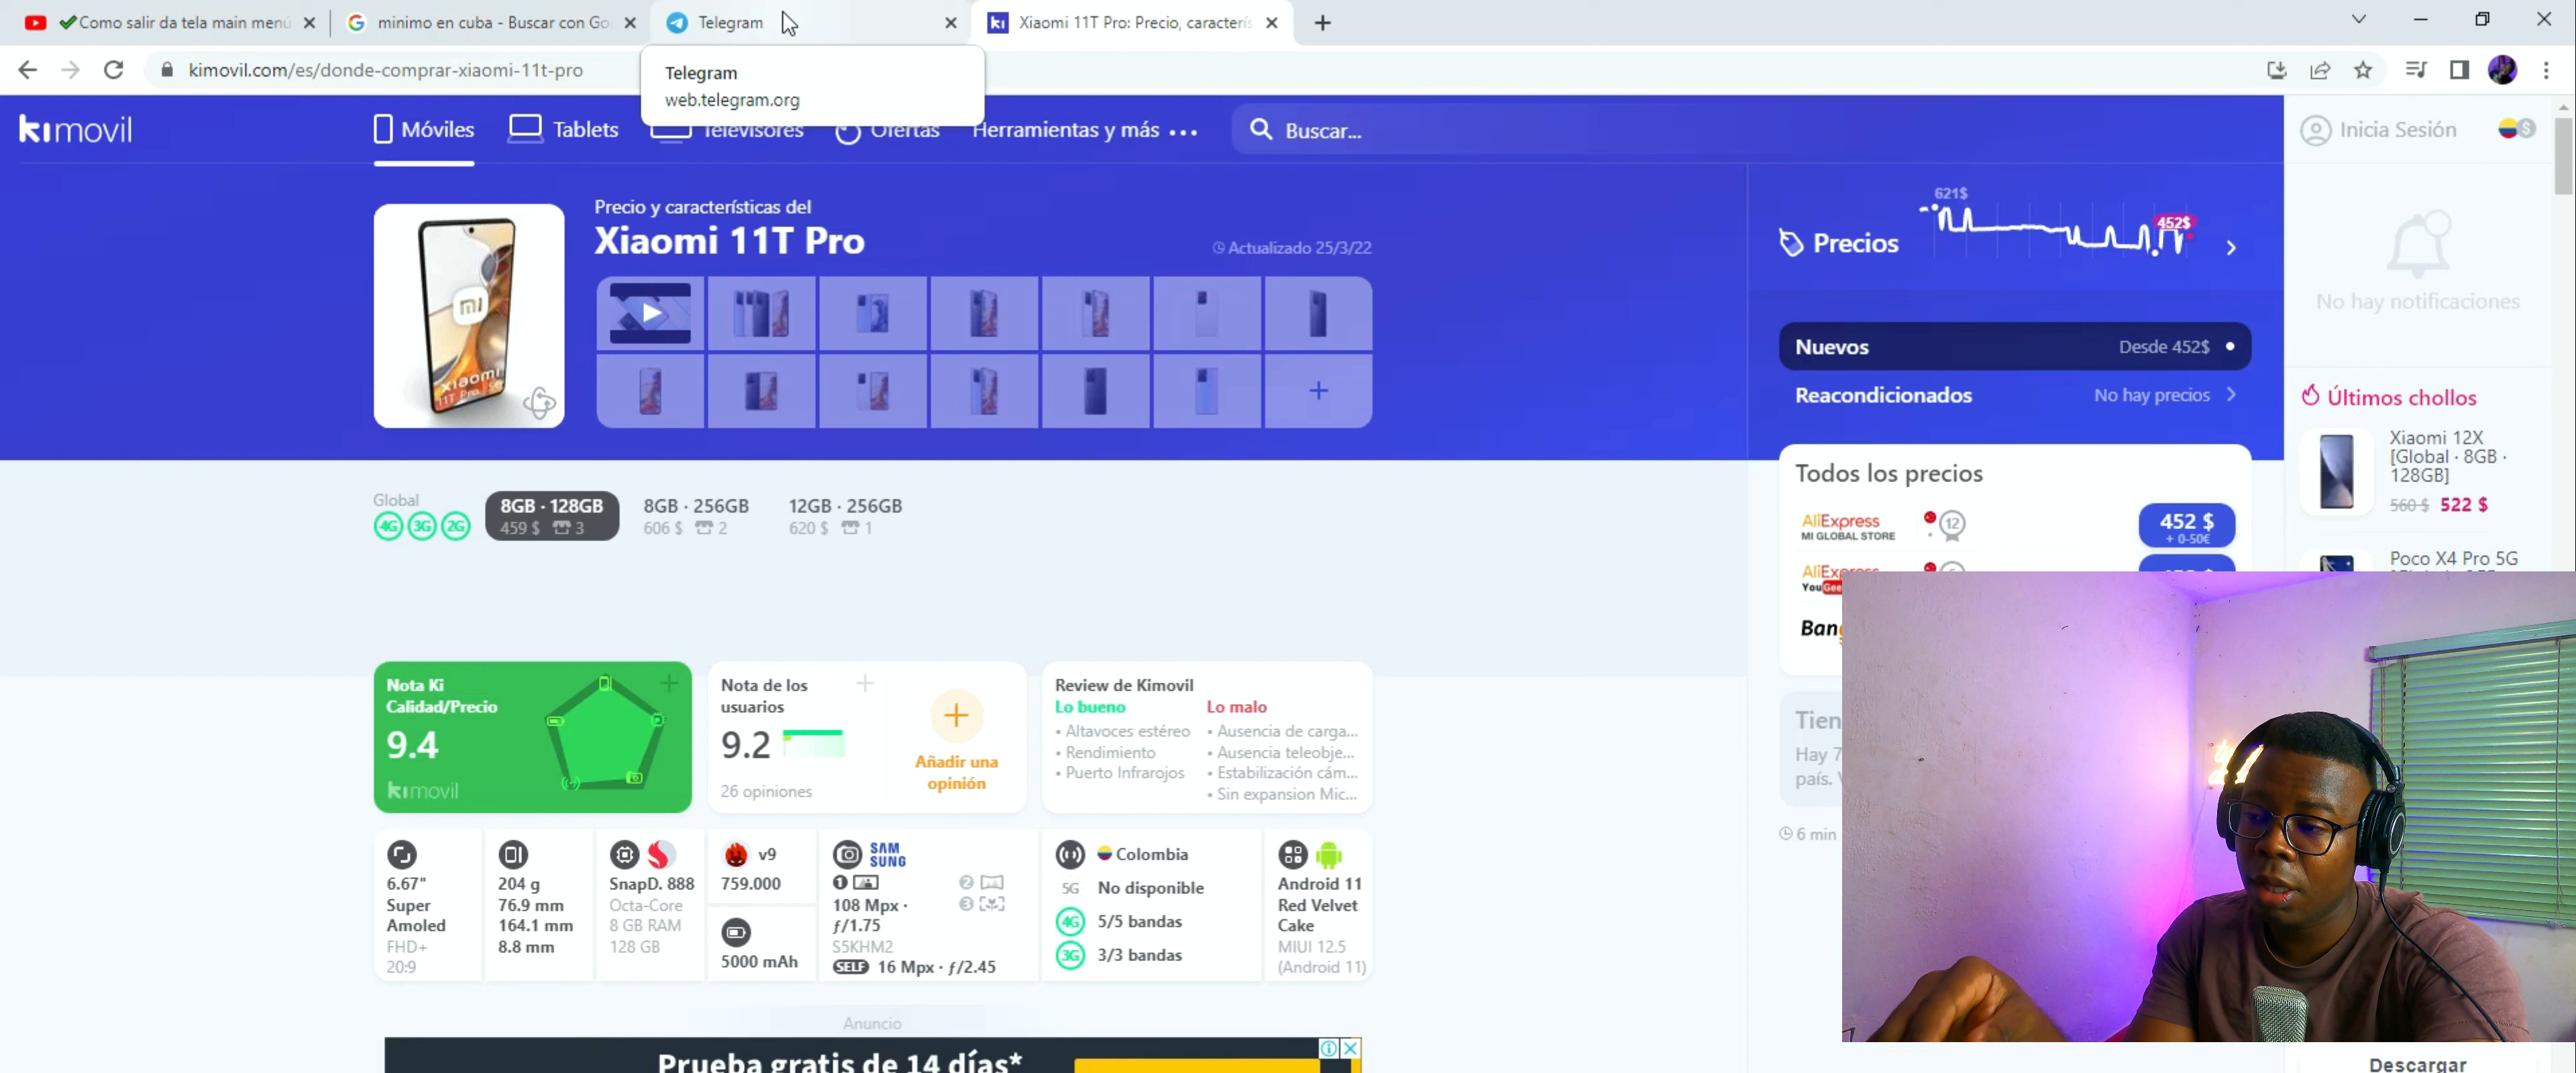 ✔Como salir da tela main menú
minimo en cuba - Buscar con Go
Telegram
Xiaomi 11T Pro: Precio, caracterís
kimovil.com/es/donde-comprar-xiaomi-11t-pro
Telegram
web.telegram.org
kimovil
Móviles
Tablets
Televisores
Ofertas
Herramientas y más •••
Buscar...
Inicia Sesión
Precio y características del
Xiaomi 11T Pro
Actualizado 25/3/22
Precios
621$
452$
Nuevos
Desde 452$
Reacondicionados
No hay precios
No hay notificaciones
Últimos chollos
Xiaomi 12X
[Global · 8GB ·
128GB]
560 $ 522 $
Poco X4 Pro 5G
Global
4G 3G 2G
8GB · 128GB
459 $ 3
8GB · 256GB
606 $ 2
12GB · 256GB
620 $ 1
Todos los precios
AliExpress
MI GLOBAL STORE
12
452 $
+ 0-50€
AliExpress
Nota Ki
Calidad/Precio
9.4
kimovil
Nota de los
usuarios
9.2
26 opiniones
Añadir una
opinión
Review de Kimovil
Lo bueno
• Altavoces estéreo
• Rendimiento
• Puerto Infrarojos
Lo malo
• Ausencia de carga...
• Ausencia teleobje...
• Estabilización cám...
• Sin expansion Mic...
Hay 7
país.
6 min
6.67"
Super
Amoled
FHD+
20:9
204 g
76.9 mm
164.1 mm
8.8 mm
SnapD. 888
Octa-Core
8 GB RAM
128 GB
v9
759.000
5000 mAh
SAMSUNG
1
108 Mpx ·
ƒ/1.75
S5KHM2
2
3
SELF 16 Mpx · ƒ/2.45
Colombia
5G No disponible
4G 5/5 bandas
3G 3/3 bandas
Android 11
Red Velvet
Cake
MIUI 12.5
(Android 11)
Anuncio
Prueba gratis de 14 días*
Descargar